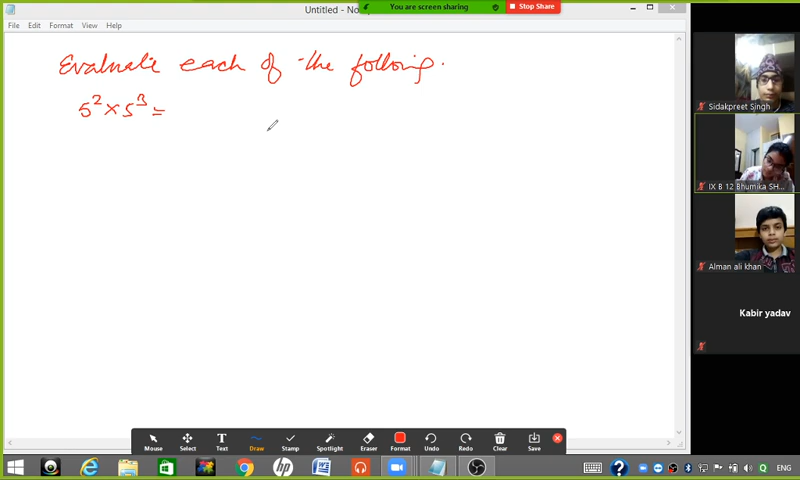 Untitled - No
You are screen sharing
Stop Share
File Edit Format View Help
Evaluate each of the following.
5² × 5³ =
Sidakpreet Singh
IX B 12 Bhumika SH...
Alman ali khan
Kabir yadav
Mouse Select Text Draw Stamp Spotlight Eraser Format Undo Redo Clear Save
ENG